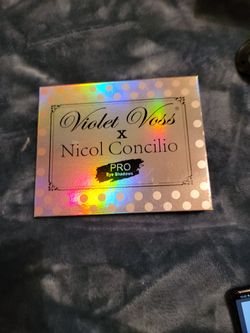 Violet Voss®
X
Nicol Concilio
PRO
Eye Shadows